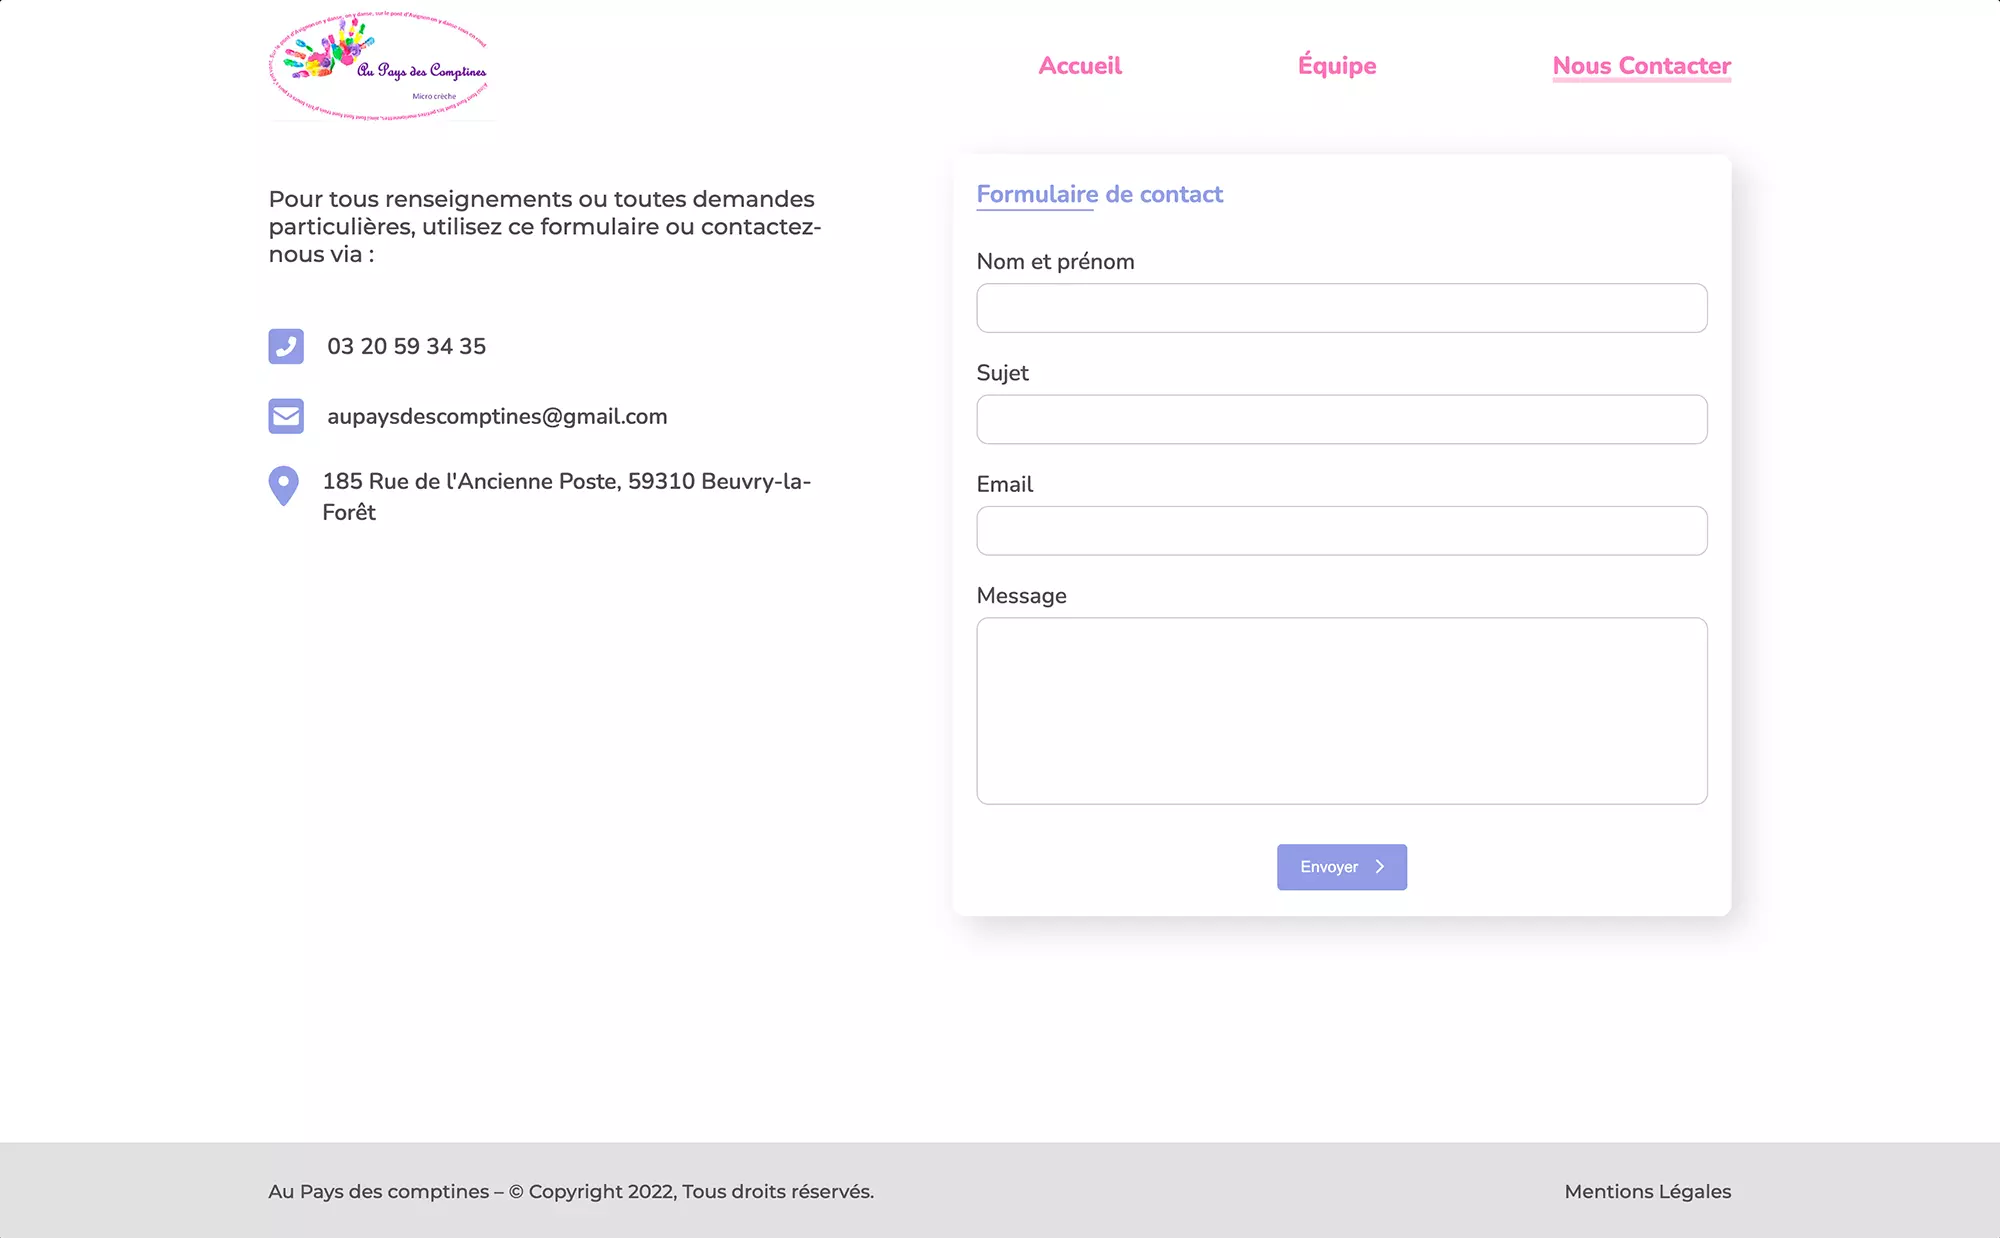 Au Pays des Comptines
Micro crèche
Accueil
Équipe
Nous Contacter
Pour tous renseignements ou toutes demandes
particulières, utilisez ce formulaire ou contactez-
nous via :
03 20 59 34 35
aupaysdescomptines@gmail.com
185 Rue de l'Ancienne Poste, 59310 Beuvry-la-
Forêt
Formulaire de contact
Nom et prénom
Sujet
Email
Message
Envoyer
Au Pays des comptines – © Copyright 2022, Tous droits réservés.
Mentions Légales